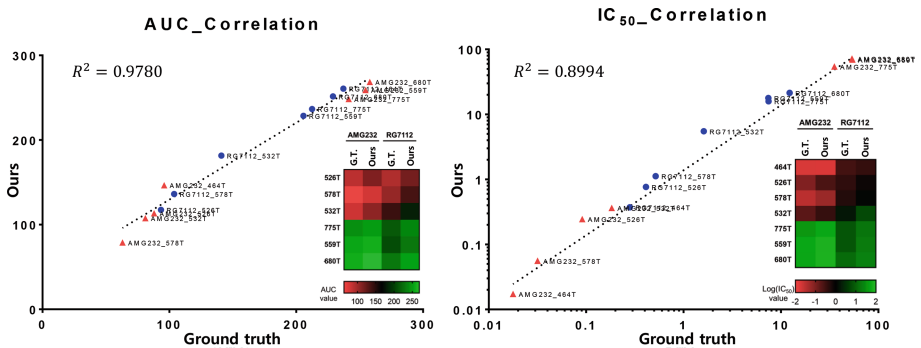 AUC_Correlation
R² = 0.9780
Ours
300
200
100
0
0
100
200
300
Ground truth
AMG232_680T
AMG232_559T
RG7112_680T
AMG232_775T
RG7112_775T
RG7112_559T
RG7112_532T
AMG232_464T
RG7112_578T
RG7112_526T
AMG232_526T
AMG232_532T
AMG232_578T
AMG232 RG7112
G.T. Ours G.T. Ours
526T
578T
532T
775T
559T
680T
AUC
value
100 150 200 250
IC50_Correlation
R² = 0.8994
Ours
100
10
1
0.1
0.01
0.01
0.1
1
10
100
Ground truth
AMG232_680T
AMG232_775T
RG7112_680T
RG7112_559T
RG7112_775T
RG7112_532T
RG7112_578T
RG7112_526T
RG7112_464T
AMG232_532T
AMG232_526T
AMG232_578T
AMG232_464T
AMG232 RG7112
G.T. Ours G.T. Ours
464T
526T
578T
532T
775T
559T
680T
Log(IC50)
value
-2 -1 0 1 2